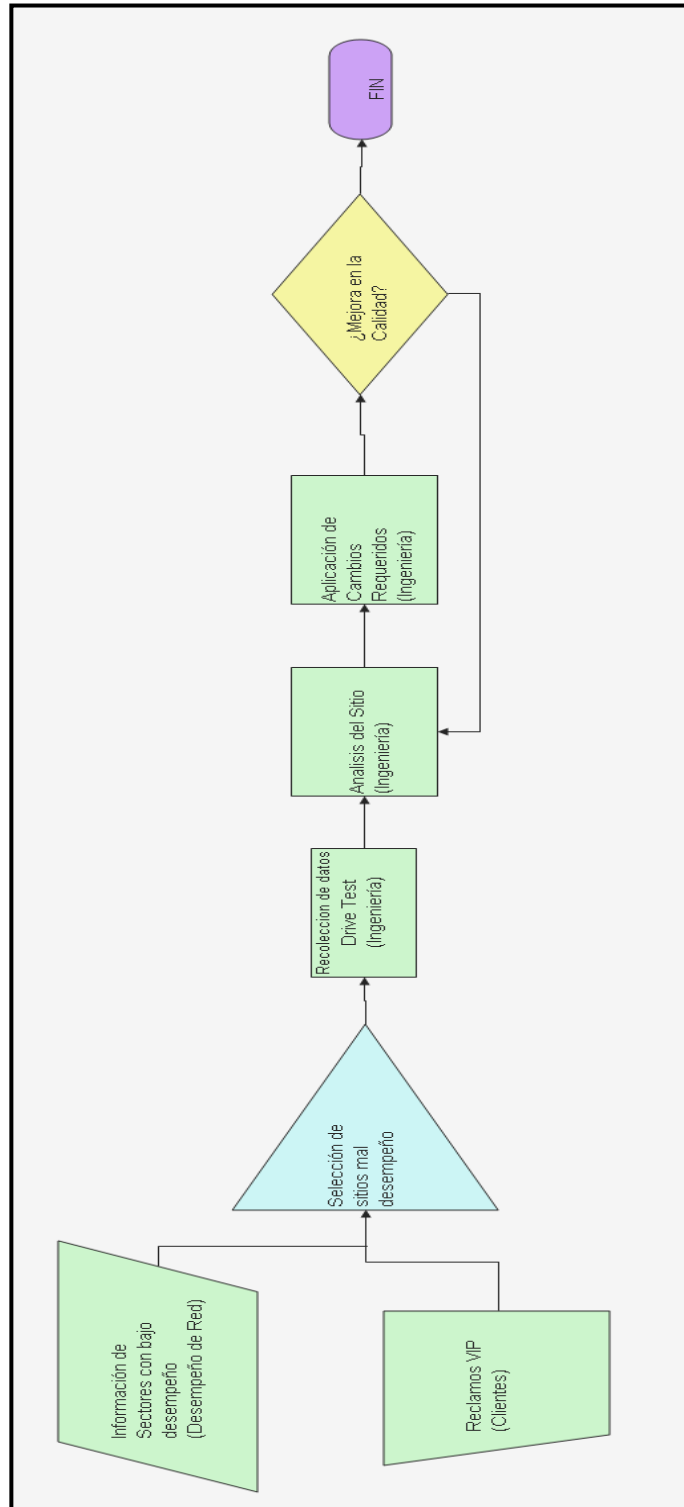 Información de
Sectores con bajo
desempeño
(Desempeño de Red)
Reclamos VIP
(Clientes)
Selección de
sitios mal
desempeño
Recoleccion de datos
Drive Test
(Ingeniería)
Analisis del Sitio
(Ingeniería)
Aplicación de
Cambios
Requeridos
(Ingeniería)
¿Mejora en la
Calidad?
FIN